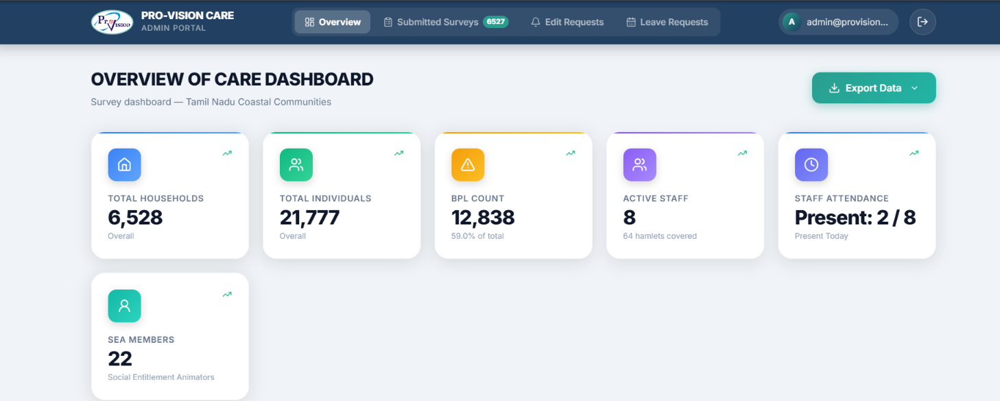 Pro Vision
PRO-VISION CARE
ADMIN PORTAL
Overview
Submitted Surveys 6527
Edit Requests
Leave Requests
A admin@provision...
OVERVIEW OF CARE DASHBOARD
Survey dashboard — Tamil Nadu Coastal Communities
Export Data
TOTAL HOUSEHOLDS
6,528
Overall
TOTAL INDIVIDUALS
21,777
Overall
BPL COUNT
12,838
59.0% of total
ACTIVE STAFF
8
64 hamlets covered
STAFF ATTENDANCE
Present: 2 / 8
Present Today
SEA MEMBERS
22
Social Entitlement Animators